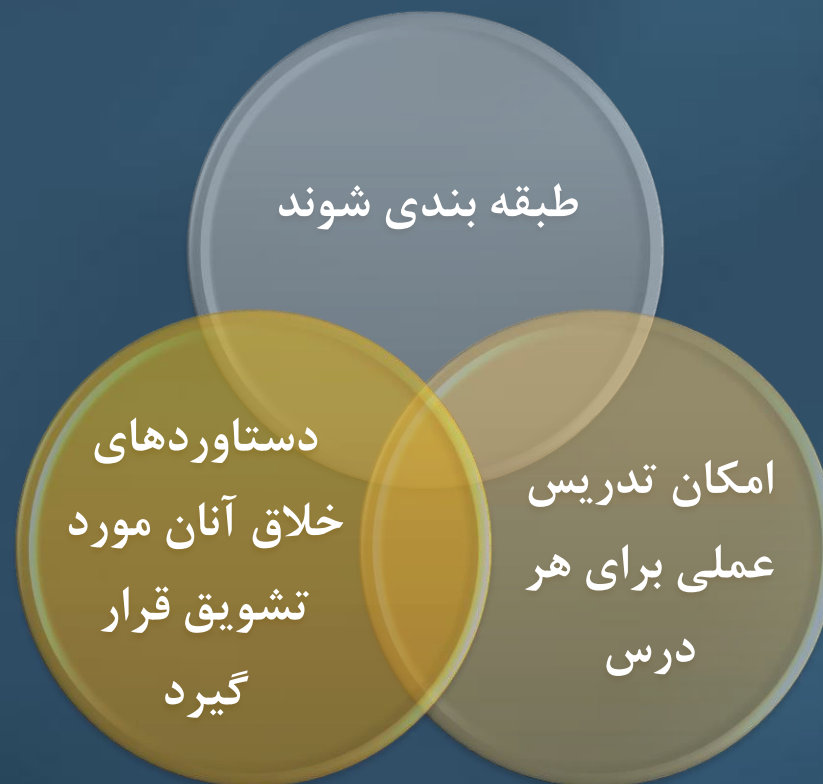 طبقه بندی شوند
امکان تدریس
عملی برای هر
درس
دستاوردهای
خلاق آنان مورد
تشویق قرار
گیرد